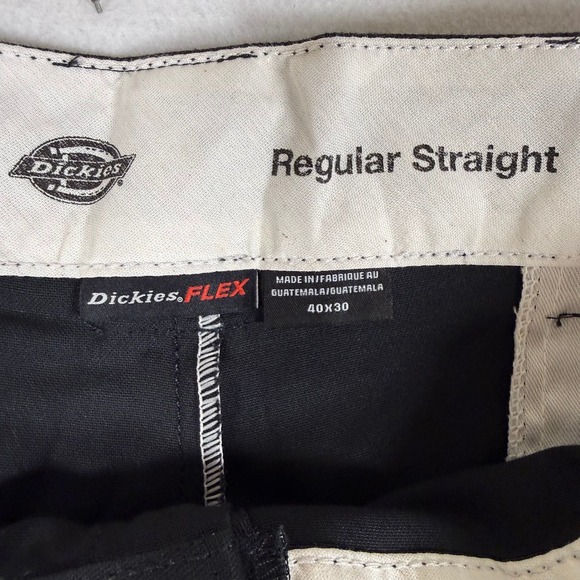 Dickies®
Regular Straight
Dickies® FLEX
MADE IN/FABRIQUE AU
GUATEMALA/GUATEMALA
40X30